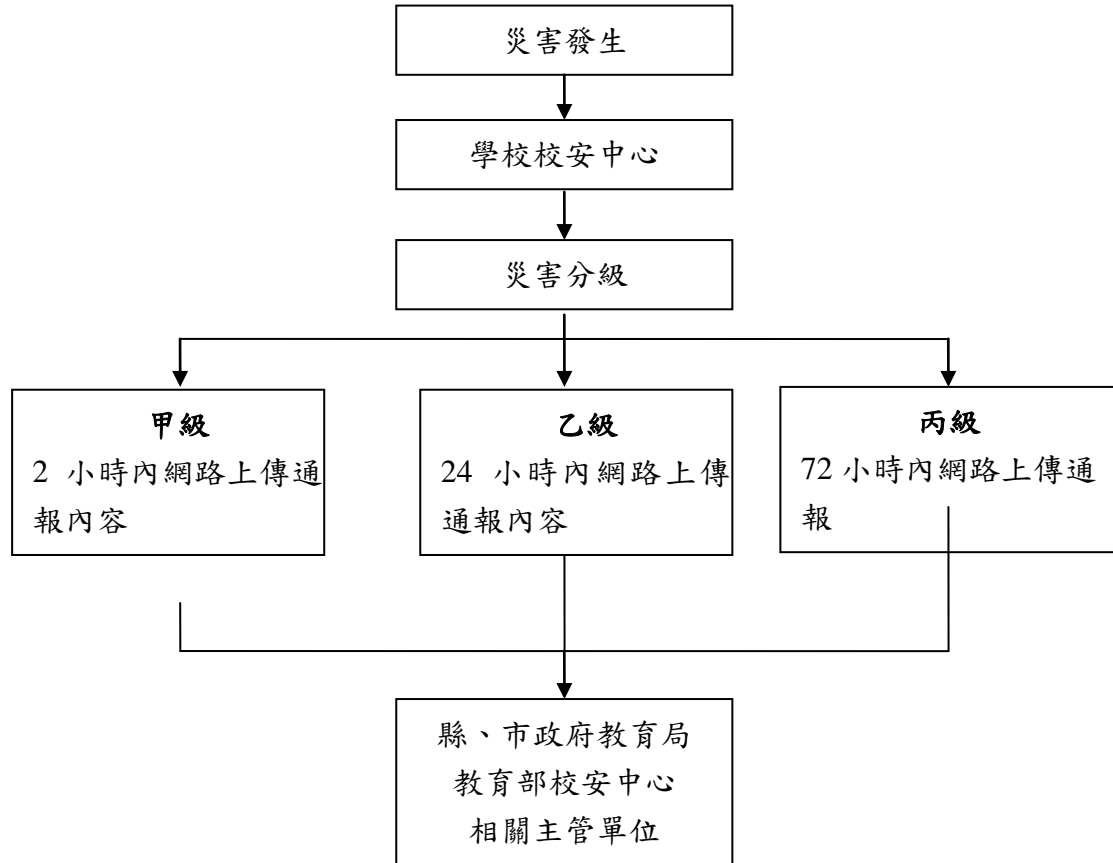 災害發生
學校校安中心
災害分級
甲級
2 小時內網路上傳通
報內容
乙級
24 小時內網路上傳
通報內容
丙級
72 小時內網路上傳通
報
縣、市政府教育局
教育部校安中心
相關主管單位